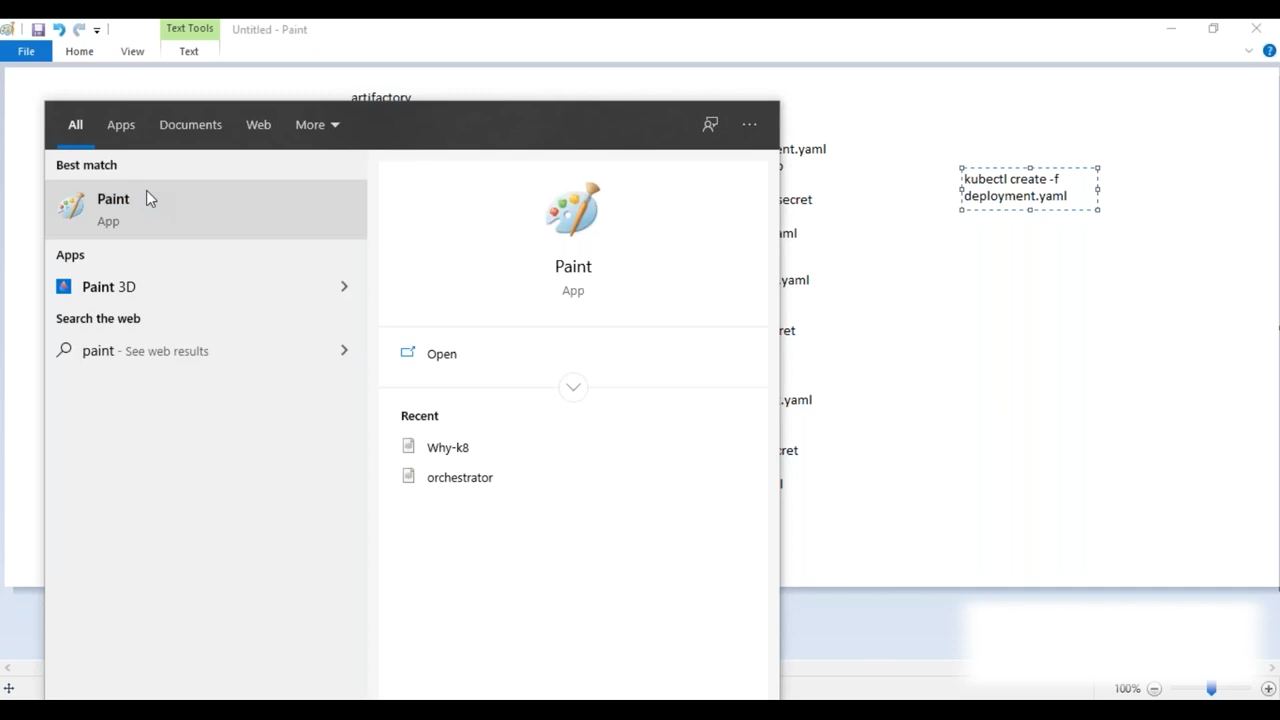 Text Tools
Untitled - Paint
File
Home
View
Text
artifactory
All
Apps
Documents
Web
More
Best match
Paint
App
Apps
Paint 3D
Search the web
paint - See web results
Paint
App
Open
Recent
Why-k8
orchestrator
ent.yaml
secret
aml
.yaml
ret
.yaml
cret
kubectl create -f
deployment.yaml
100%